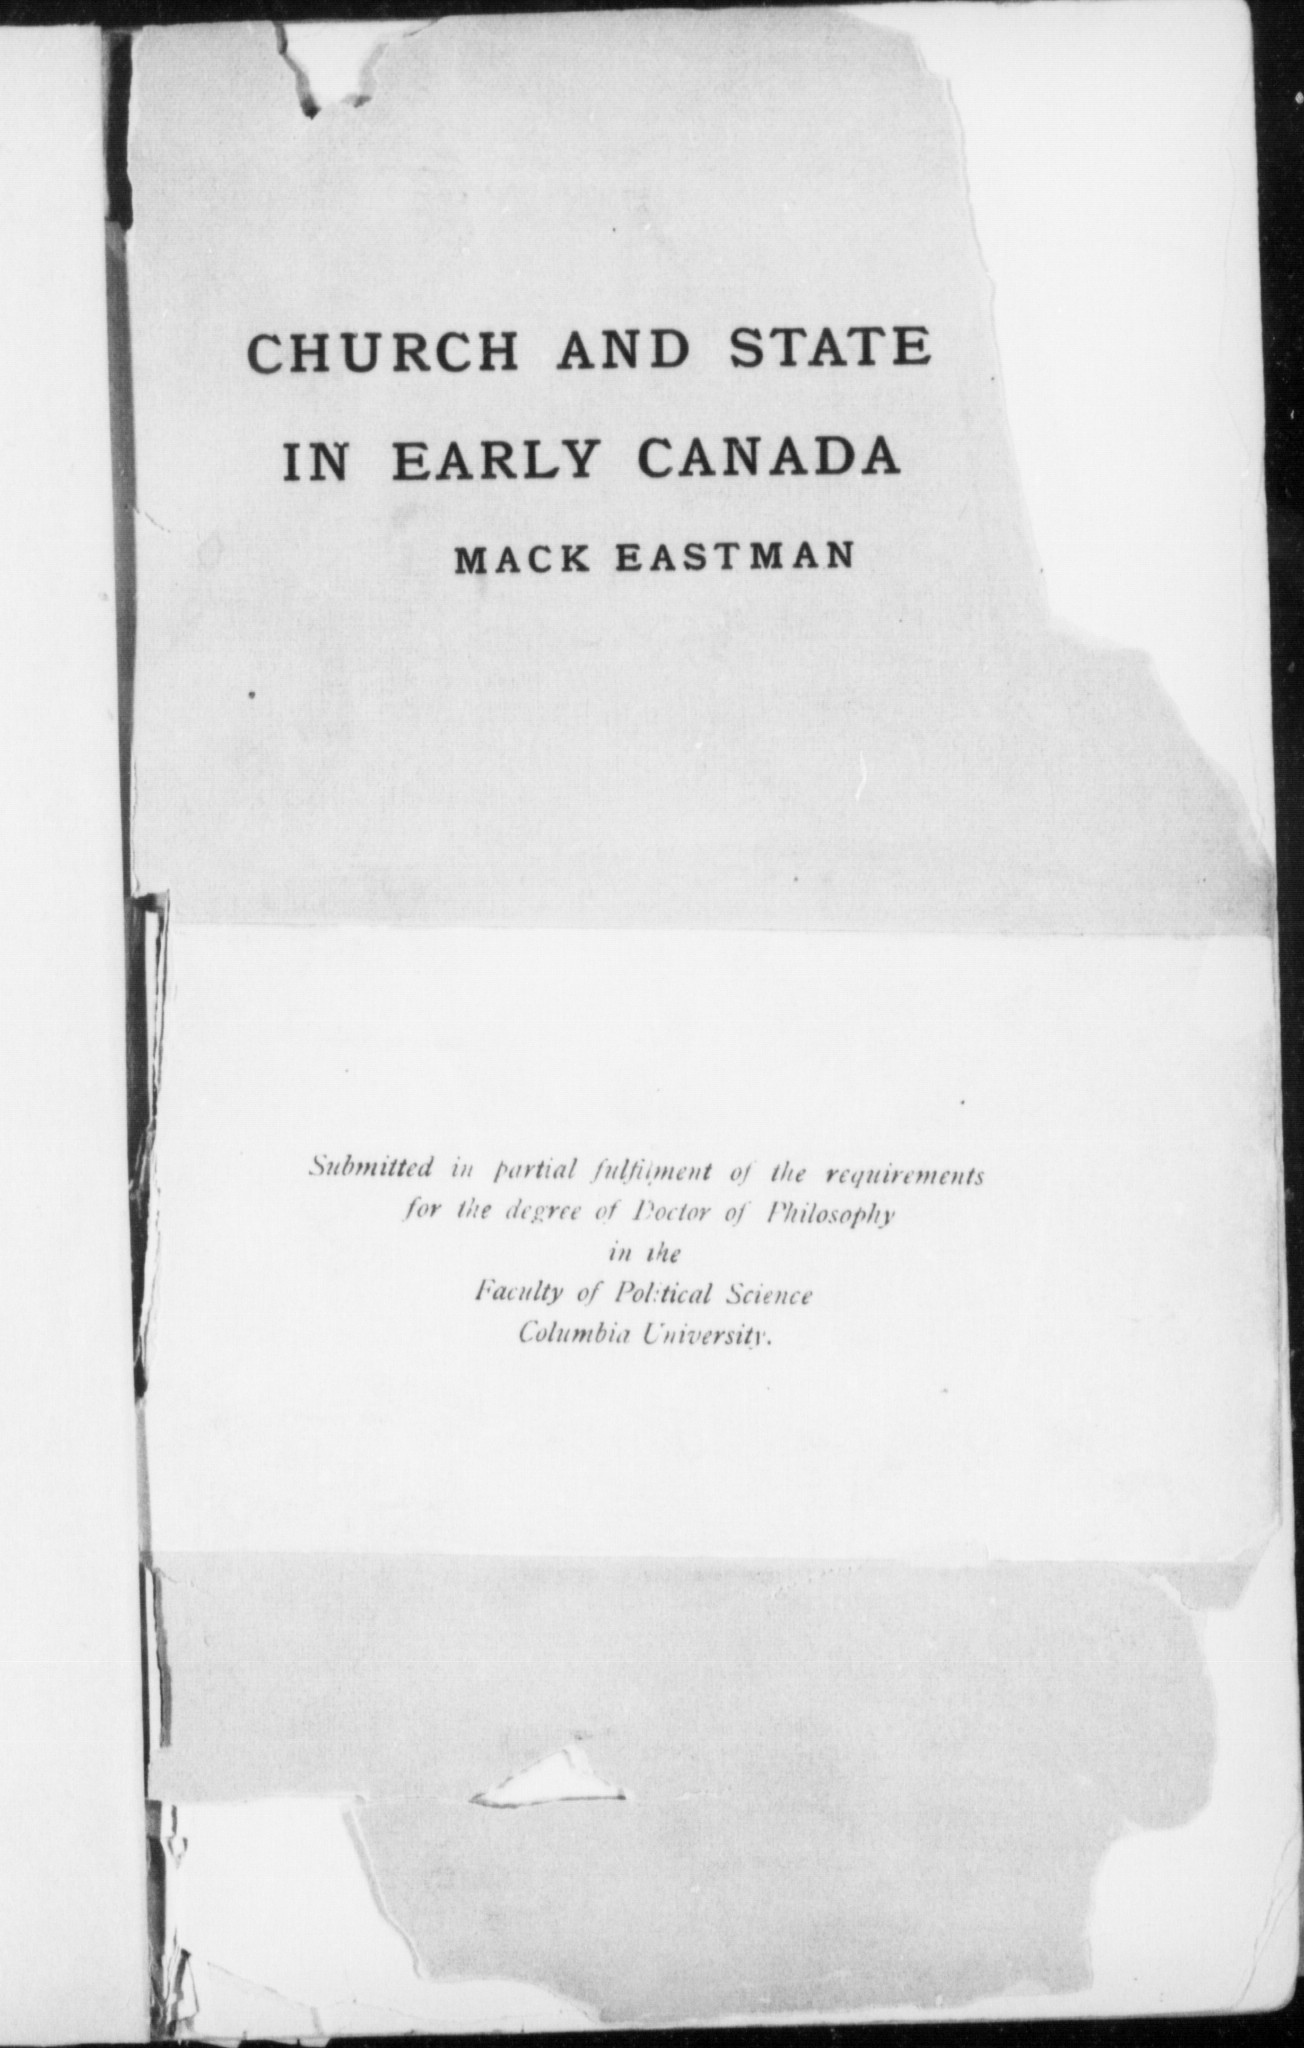 CHURCH AND STATE
IN EARLY CANADA
MACK EASTMAN
Submitted in partial fulfilment of the requirements
for the degree of Doctor of Philosophy
in the
Faculty of Political Science
Columbia University.